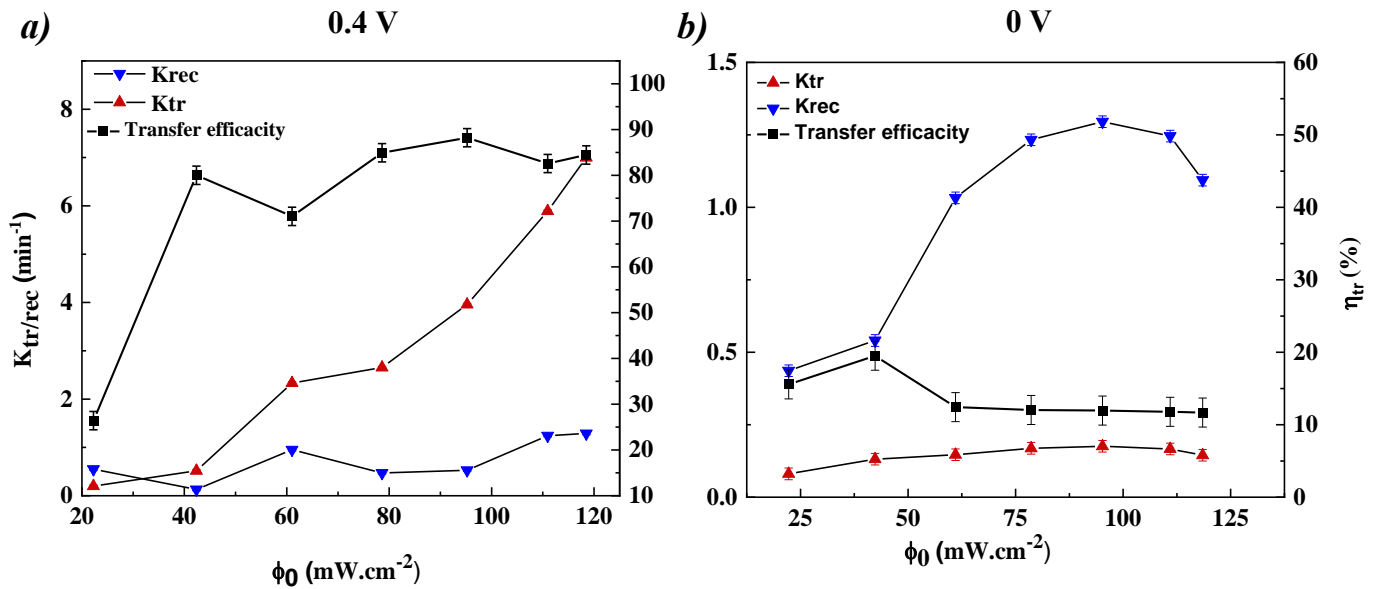 a)
0.4 V
Krec
Ktr
Transfer efficacity
K_tr/rec (min⁻¹)
8
6
4
2
0
100
90
80
70
60
50
40
30
20
10
20 40 60 80 100 120
ϕ0 (mW.cm⁻²)
b)
0 V
Ktr
Krec
Transfer efficacity
1.5
1.0
0.5
0.0
60
50
40
30
20
10
0
η_tr (%)
25 50 75 100 125
ϕ0 (mW.cm⁻²)